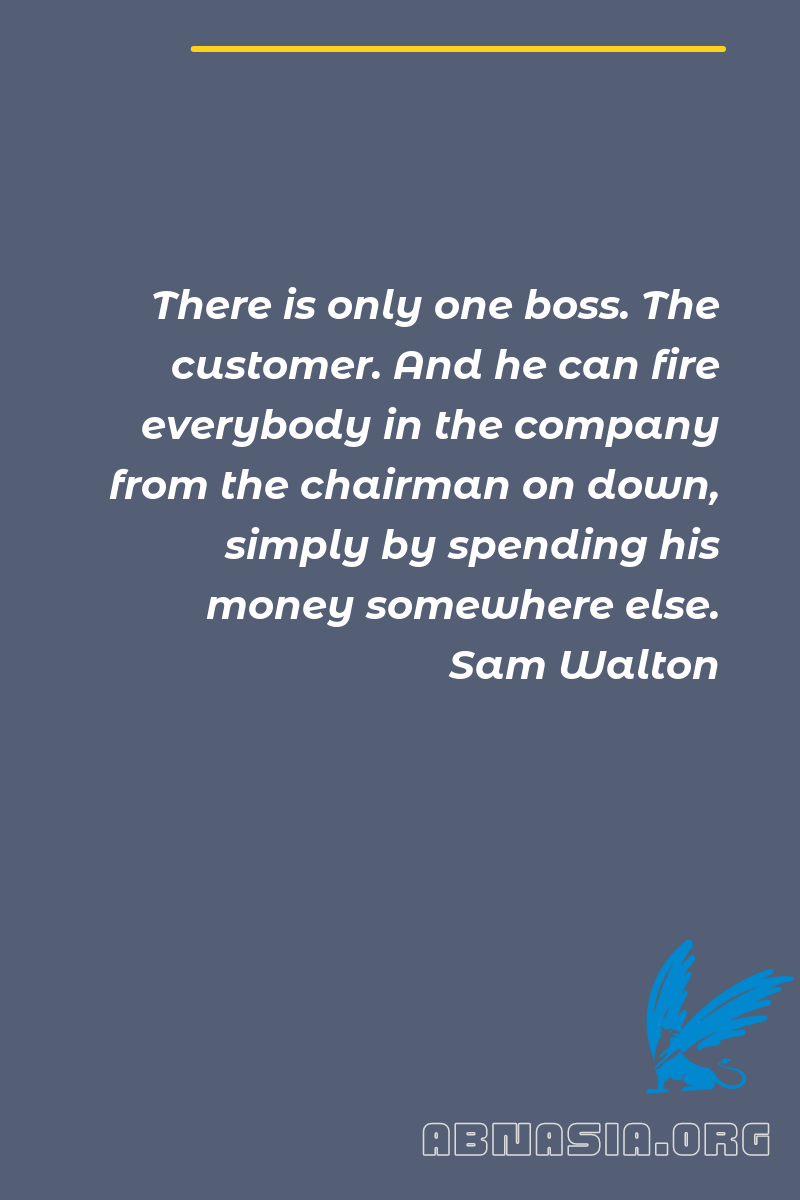 There is only one boss. The
customer. And he can fire
everybody in the company
from the chairman on down,
simply by spending his
money somewhere else.
Sam Walton
ABNASIA.ORG